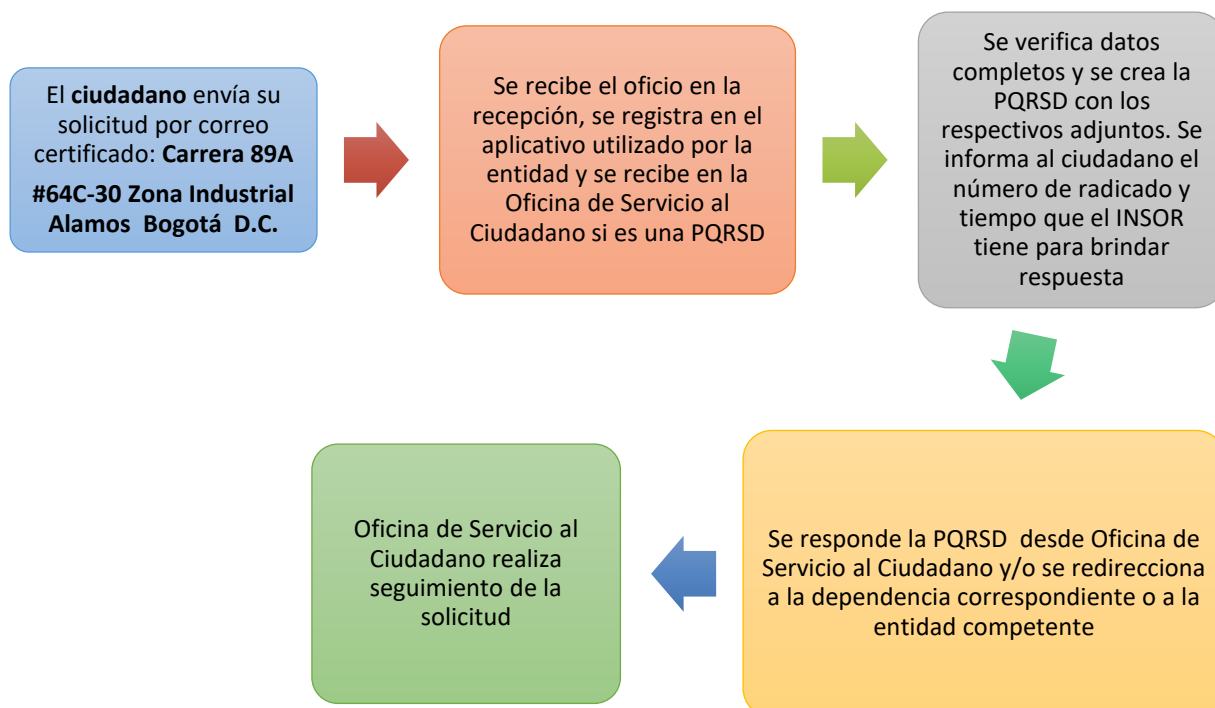 El ciudadano envía su
solicitud por correo
certificado: Carrera 89A
#64C-30 Zona Industrial
Alamos Bogotá D.C.
Se recibe el oficio en la
recepción, se registra en el
aplicativo utilizado por la
entidad y se recibe en la
Oficina de Servicio al
Ciudadano si es una PQRSD
Se verifica datos
completos y se crea la
PQRSD con los
respectivos adjuntos. Se
informa al ciudadano el
número de radicado y
tiempo que el INSOR
tiene para brindar
respuesta
Se responde la PQRSD desde Oficina de
Servicio al Ciudadano y/o se redirecciona
a la dependencia correspondiente o a la
entidad competente
Oficina de Servicio al
Ciudadano realiza
seguimiento de la
solicitud